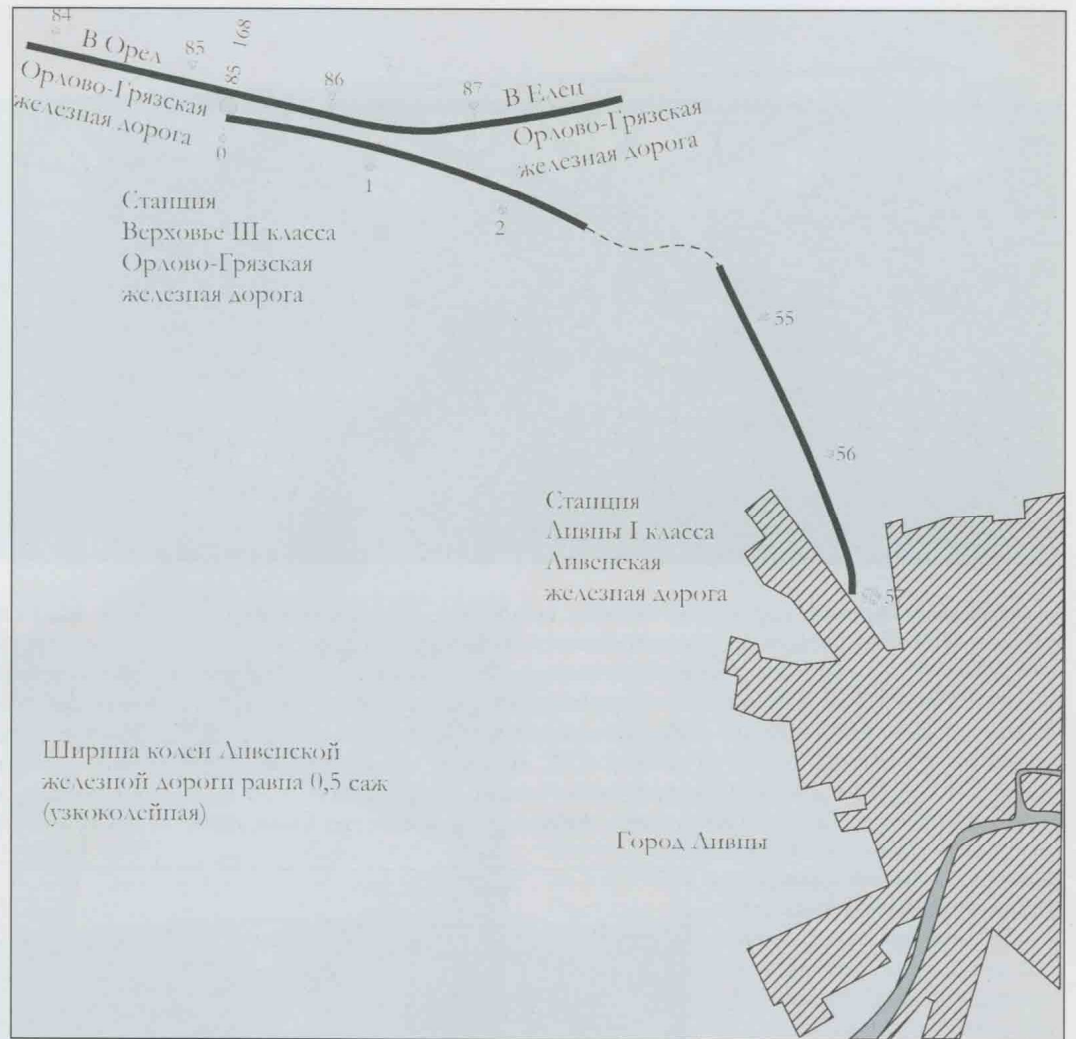 84
В Орел
85
85 168
86
87
В Елец
Орлово-Грязская
железная дорога
Орлово-Грязская
железная дорога
0
1
2
Станция
Верховье III класса
Орлово-Грязская
железная дорога
55
56
Станция
Ливны I класса
Ливенская
железная дорога
57
Ширина колеи Ливенской
железной дороги равна 0,5 саж
(узкоколейная)
Город Ливны